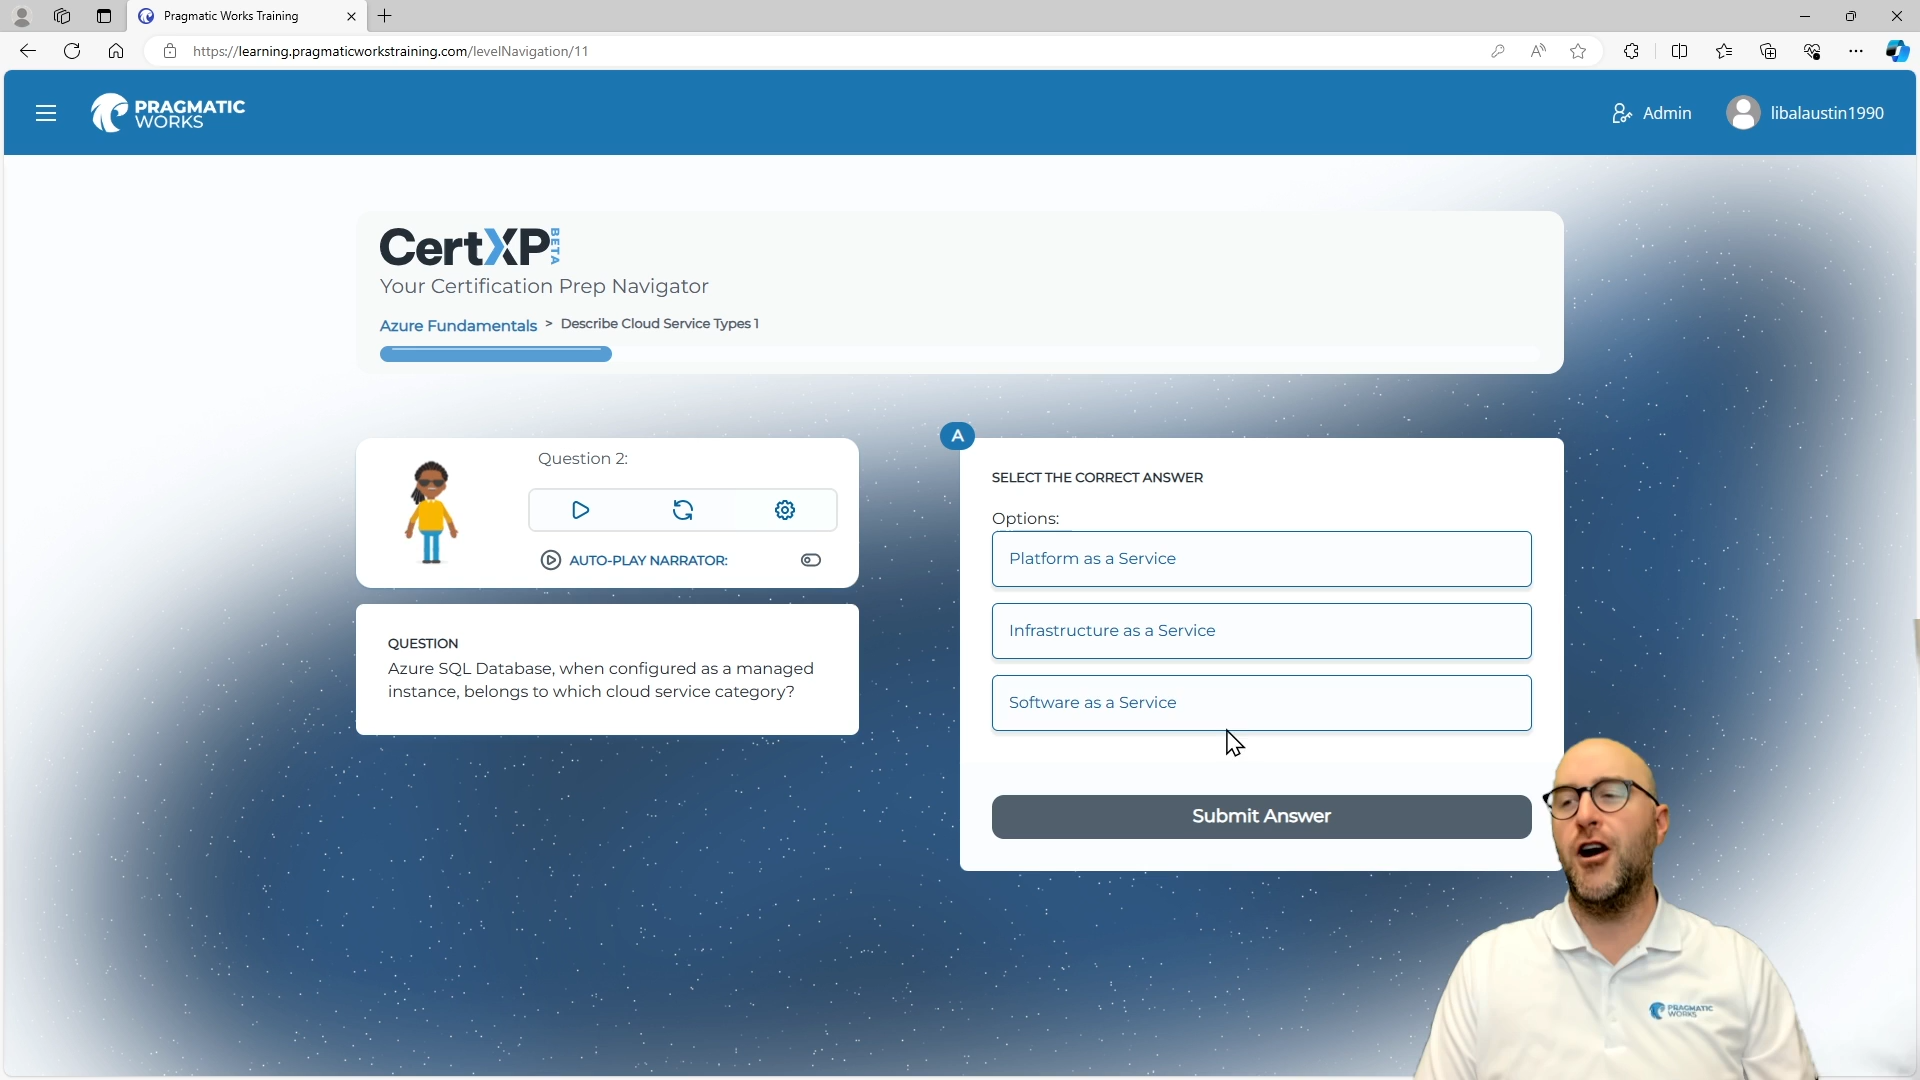 Pragmatic Works Training
https://learning.pragmaticworkstraining.com/levelNavigation/11
PRAGMATIC
WORKS
Admin
libalaustin1990
CertXP BETA
Your Certification Prep Navigator
Azure Fundamentals > Describe Cloud Service Types 1
Question 2:
AUTO-PLAY NARRATOR:
QUESTION
Azure SQL Database, when configured as a managed
instance, belongs to which cloud service category?
A
SELECT THE CORRECT ANSWER
Options:
Platform as a Service
Infrastructure as a Service
Software as a Service
Submit Answer
PRAGMATIC
WORKS